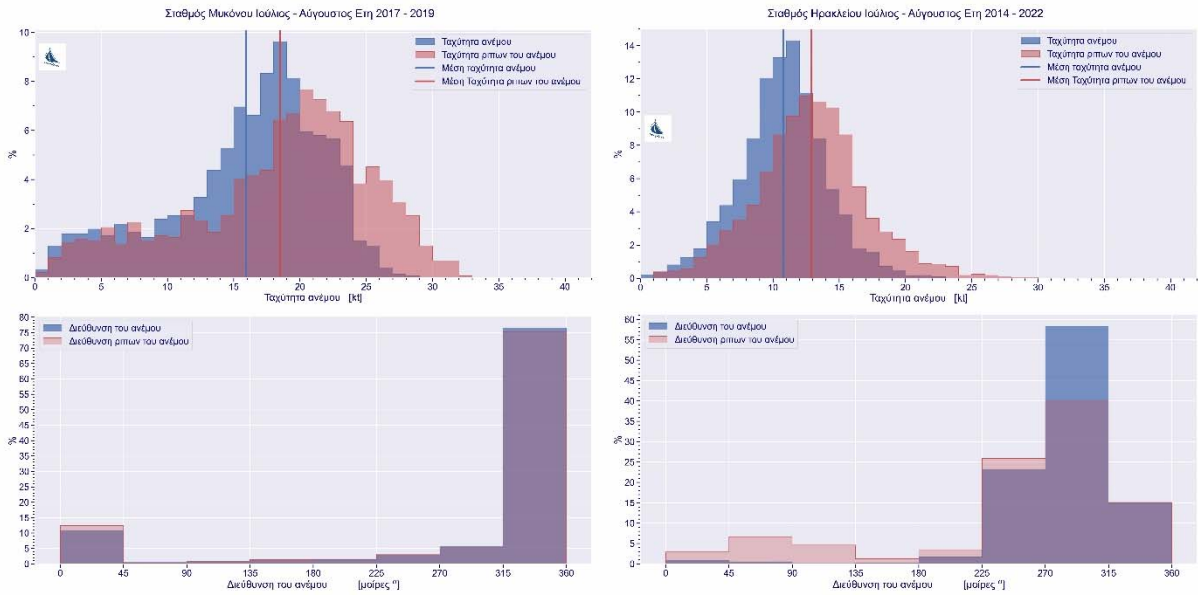 Σταθμός Μυκόνου Ιούλιος - Αύγουστος Ετη 2017 - 2019
10
8
6
4
2
0
%
Ταχύτητα ανέμου
Ταχύτητα ριπων του ανέμου
Μέση ταχύτητα ανέμου
Μέση Ταχύτητα ριπων του ανέμου
0 5 10 15 20 25 30 35 40
Ταχύτητα ανέμου [kt]
Σταθμός Ηρακλείου Ιούλιος - Αύγουστος Ετη 2014 - 2022
14
12
10
8
6
4
2
0
%
Ταχύτητα ανέμου
Ταχύτητα ριπων του ανέμου
Μέση ταχύτητα ανέμου
Μέση Ταχύτητα ριπων του ανέμου
0 5 10 15 20 25 30 35 40
Ταχύτητα ανέμου [kt]
80
75
70
65
60
55
50
45
40
35
30
25
20
15
10
5
0
%
Διεύθυνση του ανέμου
Διεύθυνση ριπων του ανέμου
0 45 90 135 180 225 270 315 360
Διεύθυνση του ανέμου [μοίρες º]
60
55
50
45
40
35
30
25
20
15
10
5
0
%
Διεύθυνση του ανέμου
Διεύθυνση ριπων του ανέμου
0 45 90 135 180 225 270 315 360
Διεύθυνση του ανέμου [μοίρες º]